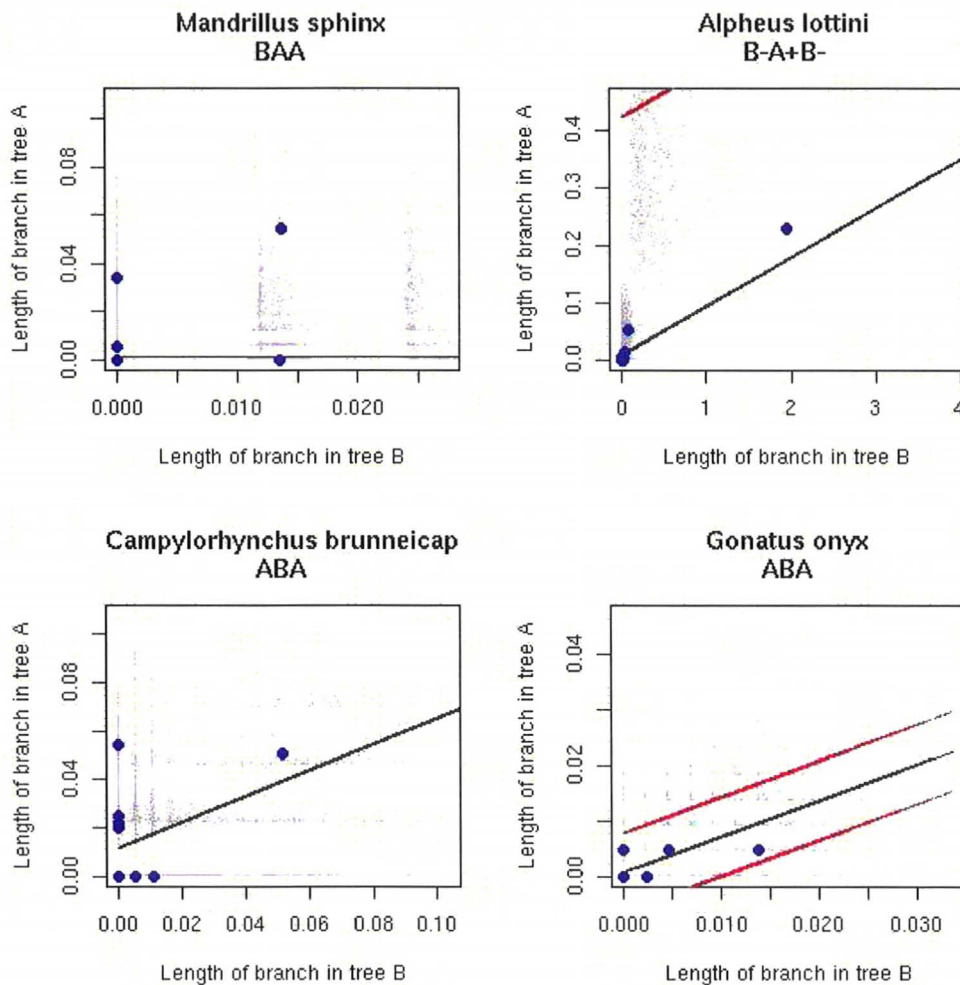 Mandrillus sphinx
BAA
Length of branch in tree A
0.00 0.04 0.08
0.000 0.010 0.020
Length of branch in tree B
Alpheus lottini
B-A+B-
Length of branch in tree A
0.0 0.1 0.2 0.3 0.4
0 1 2 3 4
Length of branch in tree B
Campylorhynchus brunneicap
ABA
Length of branch in tree A
0.00 0.04 0.08
0.00 0.02 0.04 0.06 0.08 0.10
Length of branch in tree B
Gonatus onyx
ABA
Length of branch in tree A
0.00 0.02 0.04
0.000 0.010 0.020 0.030
Length of branch in tree B